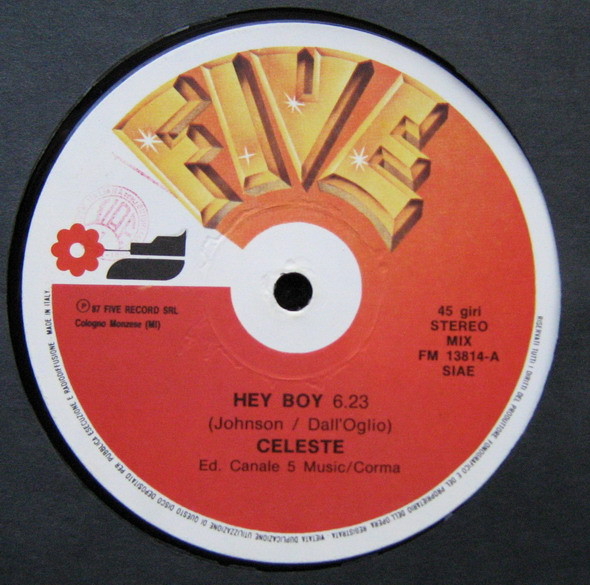 FIVE
℗ 87 FIVE RECORD SRL
Cologno Monzese (MI)
45 giri
STEREO
MIX
FM 13814-A
SIAE
HEY BOY 6.23
(Johnson / Dall'Oglio)
CELESTE
Ed. Canale 5 Music/Corma
RISERVATI TUTTI I DIRITTI DEL PRODUTTORE FONOGRAFICO E DEL PROPRIETARIO DELL'OPERA REGISTRATA VIETATA DUPLICAZIONE UTILIZZAZIONE DI QUESTO DISCO DEPOSITATO PER PUBBLICA ESECUZIONE E RADIODIFFUSIONE MADE IN ITALY